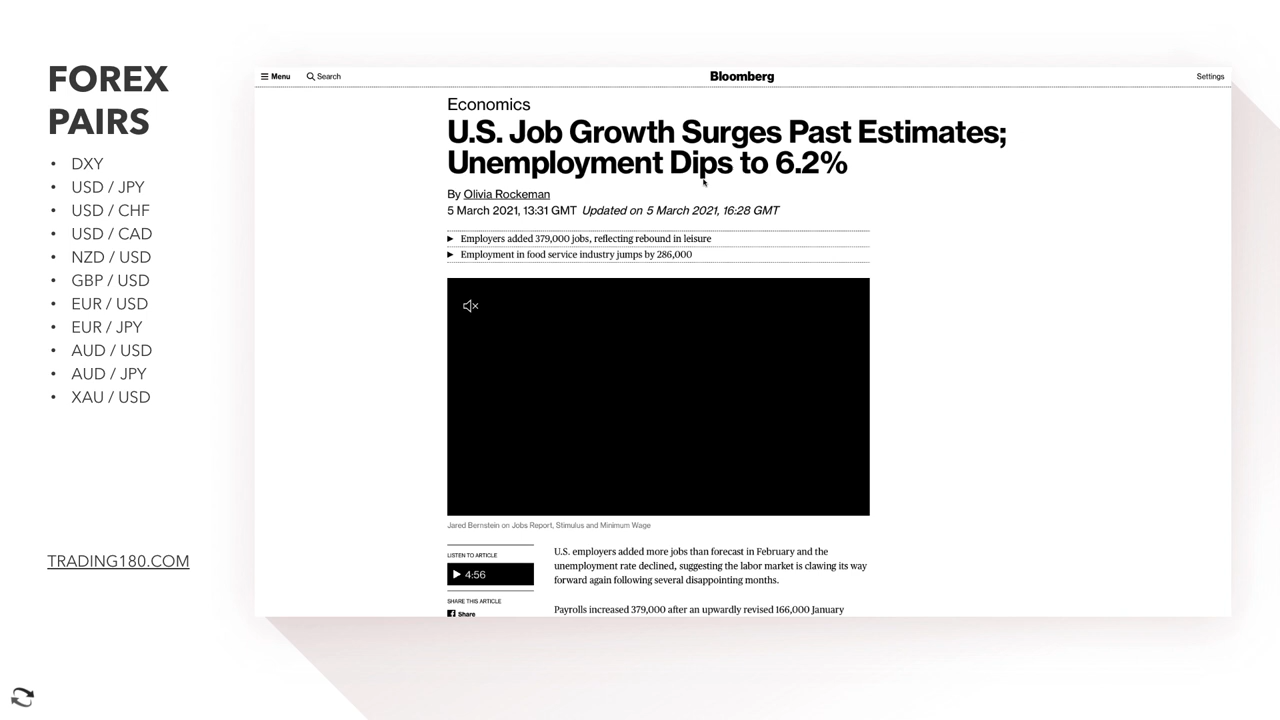 FOREX
PAIRS
• DXY
• USD / JPY
• USD / CHF
• USD / CAD
• NZD / USD
• GBP / USD
• EUR / USD
• EUR / JPY
• AUD / USD
• AUD / JPY
• XAU / USD
TRADING180.COM
Menu Search Bloomberg Settings
Economics
U.S. Job Growth Surges Past Estimates;
Unemployment Dips to 6.2%
By Olivia Rockeman
5 March 2021, 13:31 GMT Updated on 5 March 2021, 16:28 GMT
Employers added 379,000 jobs, reflecting rebound in leisure
Employment in food service industry jumps by 286,000
Jared Bernstein on Jobs Report, Stimulus and Minimum Wage
LISTEN TO ARTICLE
4:56
SHARE THIS ARTICLE
Share
U.S. employers added more jobs than forecast in February and the
unemployment rate declined, suggesting the labor market is clawing its way
forward again following several disappointing months.
Payrolls increased 379,000 after an upwardly revised 166,000 January